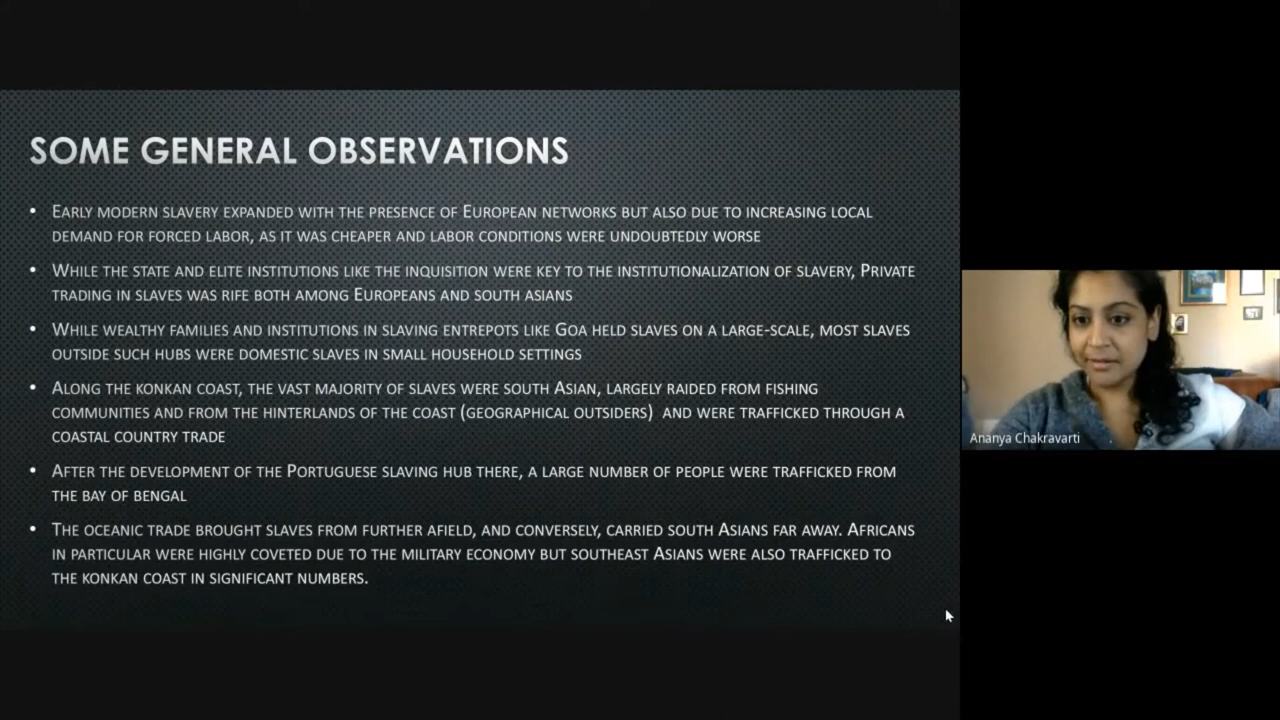 SOME GENERAL OBSERVATIONS
• EARLY MODERN SLAVERY EXPANDED WITH THE PRESENCE OF EUROPEAN NETWORKS BUT ALSO DUE TO INCREASING LOCAL
DEMAND FOR FORCED LABOR, AS IT WAS CHEAPER AND LABOR CONDITIONS WERE UNDOUBTEDLY WORSE
• WHILE THE STATE AND ELITE INSTITUTIONS LIKE THE INQUISITION WERE KEY TO THE INSTITUTIONALIZATION OF SLAVERY, PRIVATE
TRADING IN SLAVES WAS RIFE BOTH AMONG EUROPEANS AND SOUTH ASIANS
• WHILE WEALTHY FAMILIES AND INSTITUTIONS IN SLAVING ENTREPOTS LIKE GOA HELD SLAVES ON A LARGE-SCALE, MOST SLAVES
OUTSIDE SUCH HUBS WERE DOMESTIC SLAVES IN SMALL HOUSEHOLD SETTINGS
• ALONG THE KONKAN COAST, THE VAST MAJORITY OF SLAVES WERE SOUTH ASIAN, LARGELY RAIDED FROM FISHING
COMMUNITIES AND FROM THE HINTERLANDS OF THE COAST (GEOGRAPHICAL OUTSIDERS) AND WERE TRAFFICKED THROUGH A
COASTAL COUNTRY TRADE
• AFTER THE DEVELOPMENT OF THE PORTUGUESE SLAVING HUB THERE, A LARGE NUMBER OF PEOPLE WERE TRAFFICKED FROM
THE BAY OF BENGAL
• THE OCEANIC TRADE BROUGHT SLAVES FROM FURTHER AFIELD, AND CONVERSELY, CARRIED SOUTH ASIANS FAR AWAY. AFRICANS
IN PARTICULAR WERE HIGHLY COVETED DUE TO THE MILITARY ECONOMY BUT SOUTHEAST ASIANS WERE ALSO TRAFFICKED TO
THE KONKAN COAST IN SIGNIFICANT NUMBERS.
Ananya Chakravarti